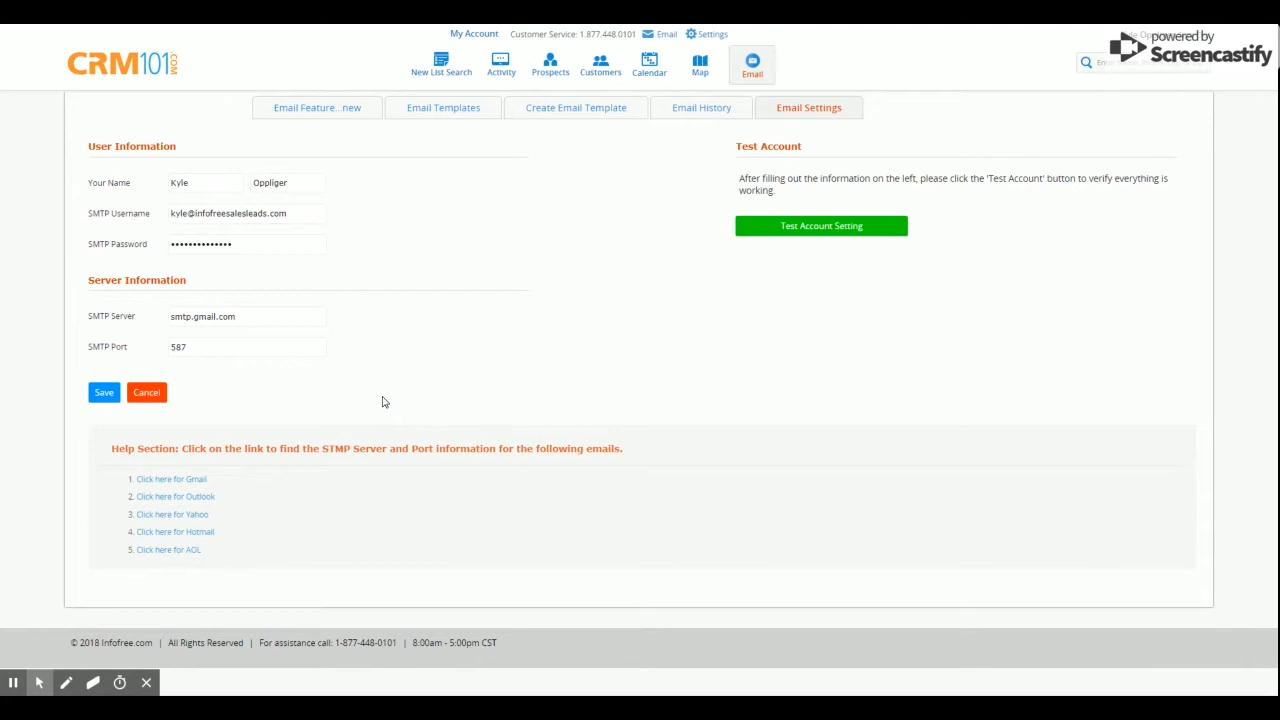 My Account Customer Service: 1.877.448.0101 Email Settings
powered by
Screencastify
CRM101.COM
New List Search Activity Prospects Customers Calendar Map Email
Email Feature...new Email Templates Create Email Template Email History Email Settings
User Information
Your Name Kyle Oppliger
SMTP Username kyle@infofreesalesleads.com
SMTP Password ••••••••••••••
Server Information
SMTP Server smtp.gmail.com
SMTP Port 587
Save Cancel
Test Account
After filling out the information on the left, please click the 'Test Account' button to verify everything is
working.
Test Account Setting
Help Section: Click on the link to find the STMP Server and Port information for the following emails.
1. Click here for Gmail
2. Click here for Outlook
3. Click here for Yahoo
4. Click here for Hotmail
5. Click here for AOL
© 2018 Infofree.com | All Rights Reserved | For assistance call: 1-877-448-0101 | 8:00am - 5:00pm CST